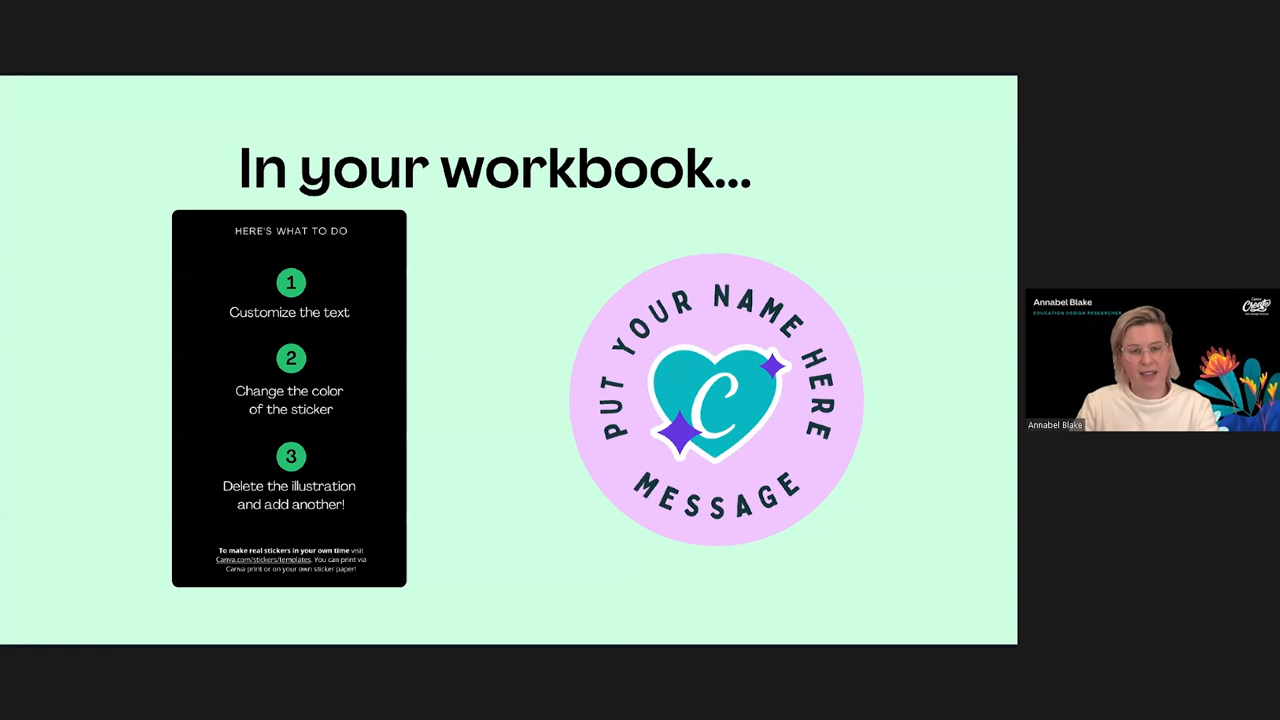 In your workbook...
HERE'S WHAT TO DO
1
Customize the text
2
Change the color
of the sticker
3
Delete the illustration
and add another!
To make real stickers in your own time visit
Canva.com/stickers/templates. You can print via
Canva print or on your own sticker paper!
PUT YOUR NAME HERE
C
MESSAGE
Annabel Blake
EDUCATION DESIGN RESEARCHER
Canva
Create
Annabel Blake